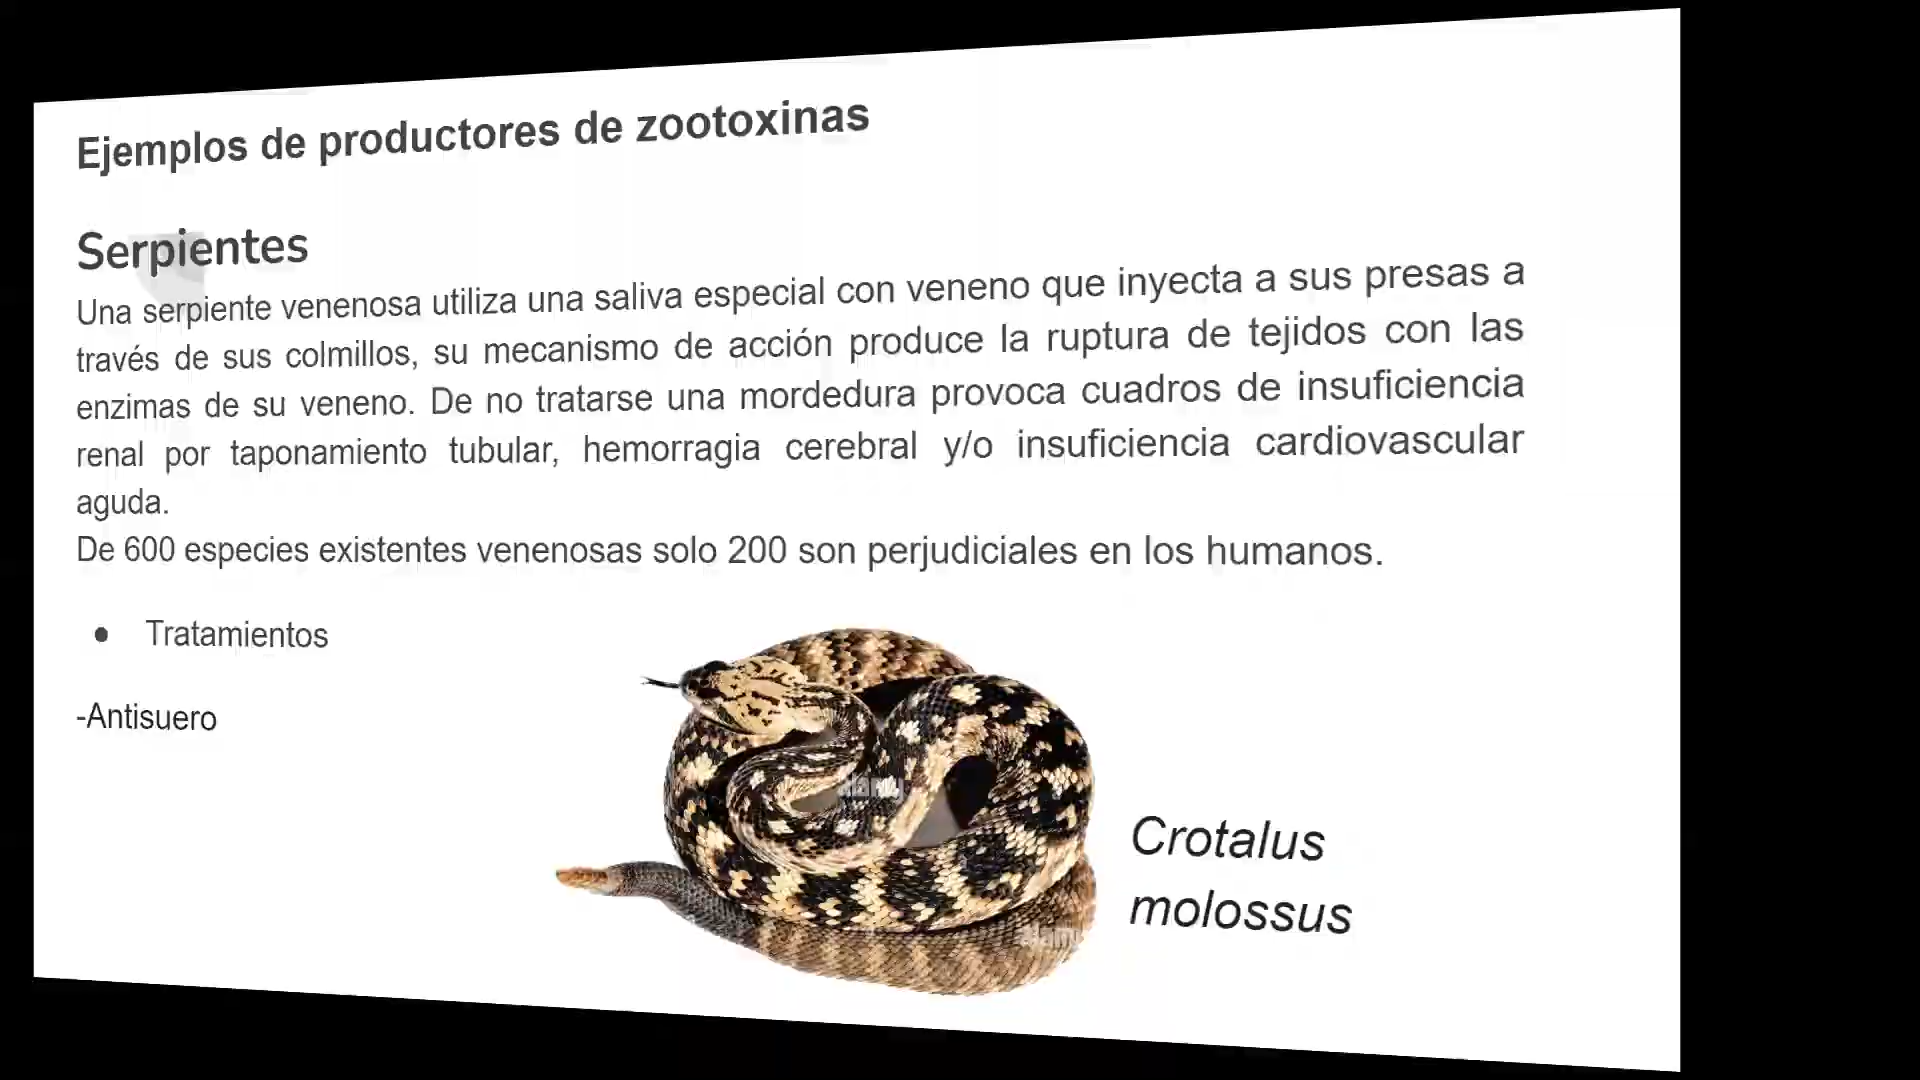 Ejemplos de productores de zootoxinas
Serpientes
Una serpiente venenosa utiliza una saliva especial con veneno que inyecta a sus presas a
través de sus colmillos, su mecanismo de acción produce la ruptura de tejidos con las
enzimas de su veneno. De no tratarse una mordedura provoca cuadros de insuficiencia
renal por taponamiento tubular, hemorragia cerebral y/o insuficiencia cardiovascular
aguda.
De 600 especies existentes venenosas solo 200 son perjudiciales en los humanos.
● Tratamientos
-Antisuero
alamy
alamy
Crotalus
molossus